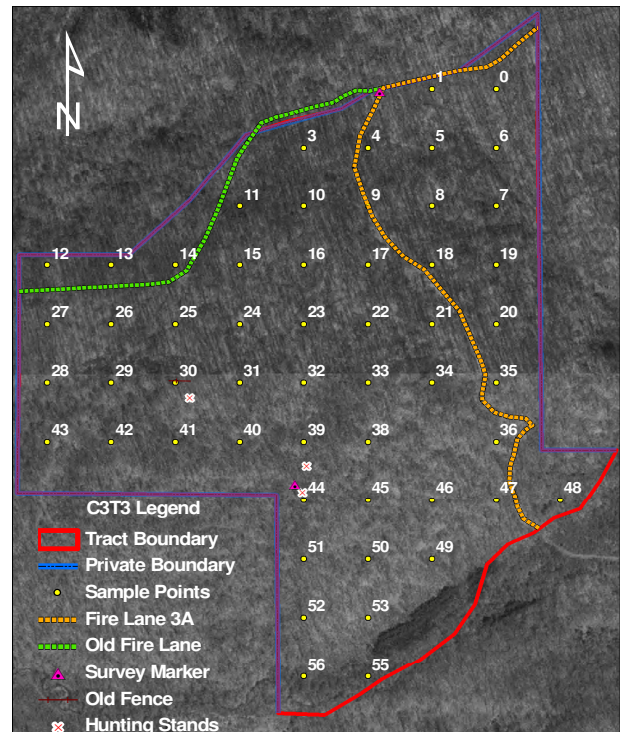 N
1 0
3 4 5 6
11 10 9 8 7
12 13 14 15 16 17 18 19
27 26 25 24 23 22 21 20
28 29 30 31 32 33 34 35
43 42 41 40 39 38 36
44 45 46 47 48
C3T3 Legend
Tract Boundary
51 50 49
Private Boundary
Sample Points
Fire Lane 3A
52 53
Old Fire Lane
Survey Marker
56 55
Old Fence
Hunting Stands